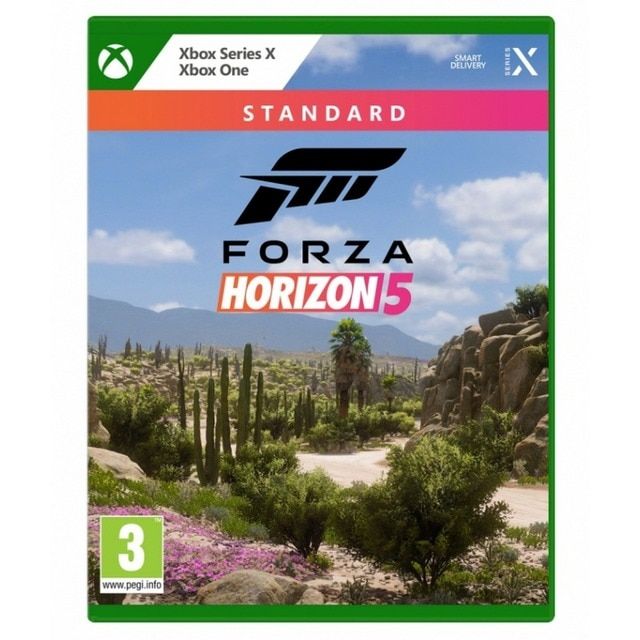 Xbox Series X
Xbox One
SMART
DELIVERY
SERIES
X
STANDARD
FORZA
HORIZON 5
3
www.pegi.info